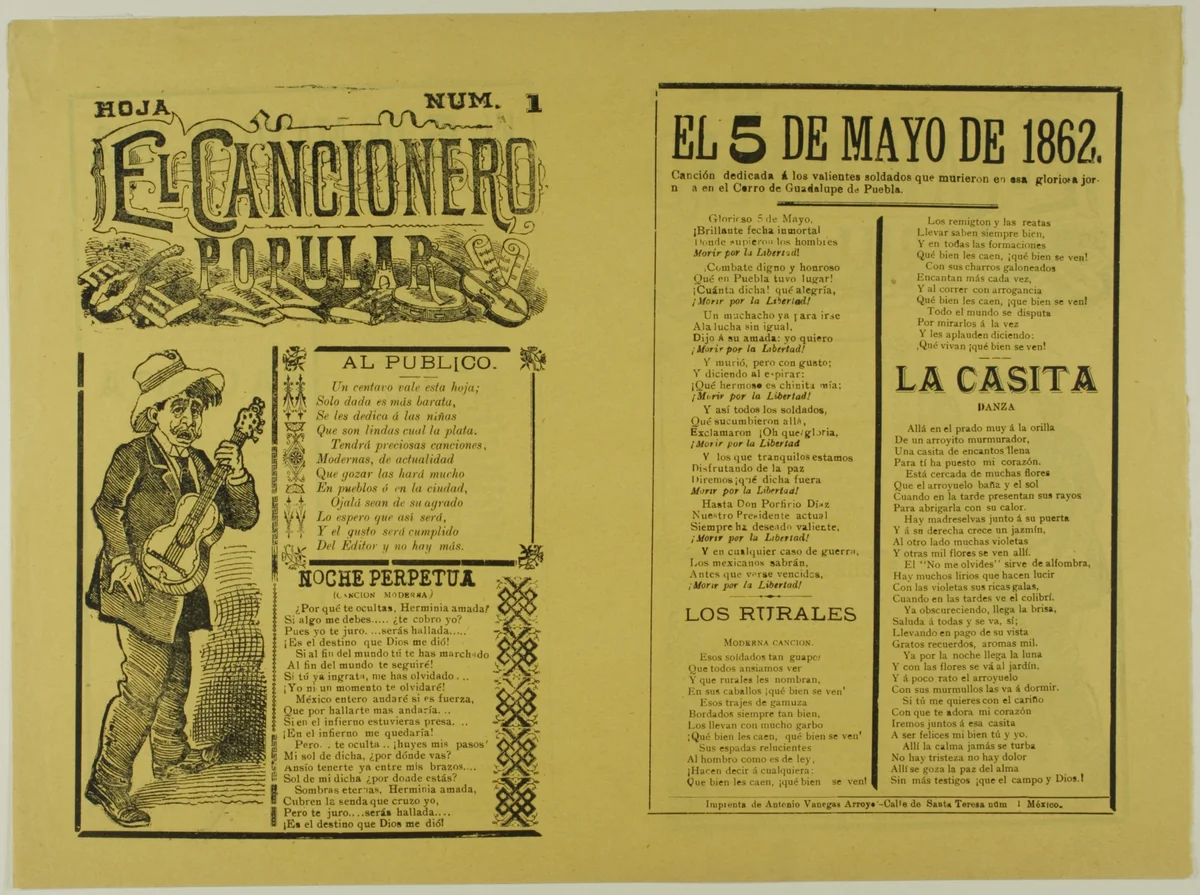 HOJA NUM. 1
EL CANCIONERO
POPULAR
AL PUBLICO.
Un centavo vale esta hoja;
Solo dada es más barata,
Se les dedica á las niñas
Que son lindas cual la plata.
Tendrá preciosas canciones,
Modernas, de actualidad
Que gozar las hará mucho
En pueblos ó en la ciudad,
Ojalá sean de su agrado
Lo espero que asi será,
Y el gusto será cumplido
Del Editor y no hay más.
NOCHE PERPETUA
(CANCION MODERNA)
¿Por qué te ocultas, Herminia amada?
Si algo me debes..... ¿te cobro yo?
Pues yo te juro....serás hallada.....
¡Es el destino que Dios me dió!
Si al fin del mundo tú te has marchado
Al fin del mundo te seguiré!
Si tú ya ingrata, me has olvidado...
¡Yo ni un momento te olvidaré!
México entero andaré si es fuerza,
Que por hallarte mas andaría...
Si en el infierno estuvieras presa...
¡En el infierno me quedaría!
Pero.. te oculta.. ¡huyes mis pasos'
Mi sol de dicha, ¿por dónde vas?
Ansío tenerte ya entre mis brazos....
Sol de mi dicha ¿por donde estás?
Sombras eternas, Herminia amada,
Cubren la senda que cruzo yo,
Pero te juro....serás hallada....
¡Es el destino que Dios me dió!
EL 5 DE MAYO DE 1862.
Canción dedicada á los valientes soldados que murieron en esa gloriosa jor-
n a en el Cerro de Guadalupe de Puebla.
Glorioso 5 de Mayo,
¡Brillante fecha inmortal
Donde supieron los hombres
Morir por la Libertad!
¡Combate digno y honroso
Qué en Puebla tuvo lugar!
¡Cuánta dicha! qué alegría,
¡Morir por la Libertad!
Un muchacho ya para irse
A la lucha sin igual,
Dijo á su amada: yo quiero
¡Morir por la Libertad!
Y murió, pero con gusto;
Y diciendo al espirar:
¡Qué hermoso es chinita mía;
¡Morir por la Libertad!
Y así todos los soldados,
Qué sucumbieron allá,
Exclamaron ¡Oh que gloria,
¡Morir por la Libertad
Y los que tranquilos estamos
Disfrutando de la paz
Diremos ¡qué dicha fuera
Morir por la Libertad!
Hasta Don Porfirio Díaz
Nuestro Presidente actual
Siempre ha deseado valiente,
¡Morir por la Libertad!
Y en cualquier caso de guerra,
Los mexicanos sabrán,
Antes que verse vencidos,
¡Morir por la Libertad!
LOS RURALES
MODERNA CANCION.
Esos soldados tan guapos
Que todos ansiamos ver
Y que rurales les nombran,
En sus caballos ¡qué bien se ven'
Esos trajes de gamuza
Bordados siempre tan bien,
Los llevan con mucho garbo
¡Qué bien les caen, qué bien se ven!
Sus espadas relucientes
Al hombro como es de ley,
¡Hacen decir á cualquiera:
Que bien les caen, ¡qué bien se ven!
Los remigton y las reatas
Llevar saben siempre bien,
Y en todas las formaciones
Qué bien les caen, ¡qué bien se ven!
Con sus charros galoneados
Encantan más cada vez,
Y al correr con arrogancia
Qué bien les caen, ¡que bien se ven!
Todo el mundo se disputa
Por mirarlos á la vez
Y les aplauden diciendo:
¡Qué vivan ¡qué bien se ven!
LA CASITA
DANZA
Allá en el prado muy á la orilla
De un arroyito murmurador,
Una casita de encantos llena
Para tí ha puesto mi corazón.
Está cercada de muchas flores
Que el arroyuelo baña y el sol
Cuando en la tarde presentan sus rayos
Para abrigarla con su calor.
Hay madreselvas junto á su puerta
Y á su derecha crece un jazmín,
Al otro lado muchas violetas
Y otras mil flores se ven allí.
El "No me olvides" sirve de alfombra,
Hay muchos lirios que hacen lucir
Con las violetas sus ricas galas,
Cuando en las tardes ve el colibrí.
Ya obscureciendo, llega la brisa,
Saluda á todas y se va, sí;
Llevando en pago de su vista
Gratos recuerdos, aromas mil.
Ya por la noche llega la luna
Y con las flores se vá al jardín,
Y á poco rato el arroyuelo
Con sus murmullos las va á dormir.
Si tú me quieres con el cariño
Con que te adora mi corazón
Iremos juntos á esa casita
A ser felices mi bien tú y yo.
Allí la calma jamás se turba
No hay tristeza no hay dolor
Allí se goza la paz del alma
Sin más testigos ¡que el campo y Dios.!
Imprenta de Antonio Vanegas Arroyo-Calle de Santa Teresa núm 1 México.